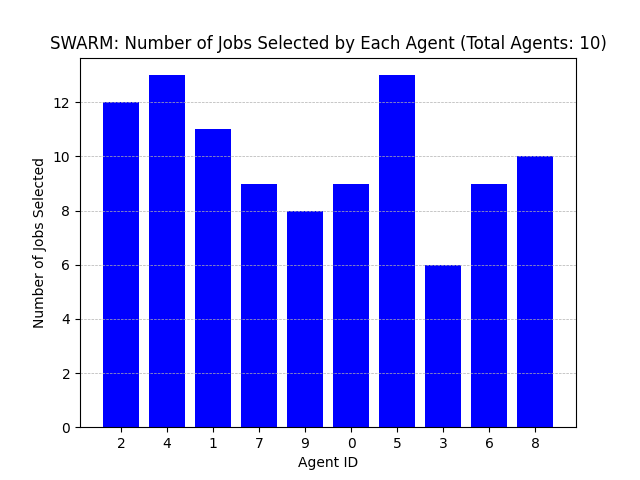 SWARM: Number of Jobs Selected by Each Agent (Total Agents: 10)
12
10
8
6
4
2
0
Number of Jobs Selected
2 4 1 7 9 0 5 3 6 8
Agent ID